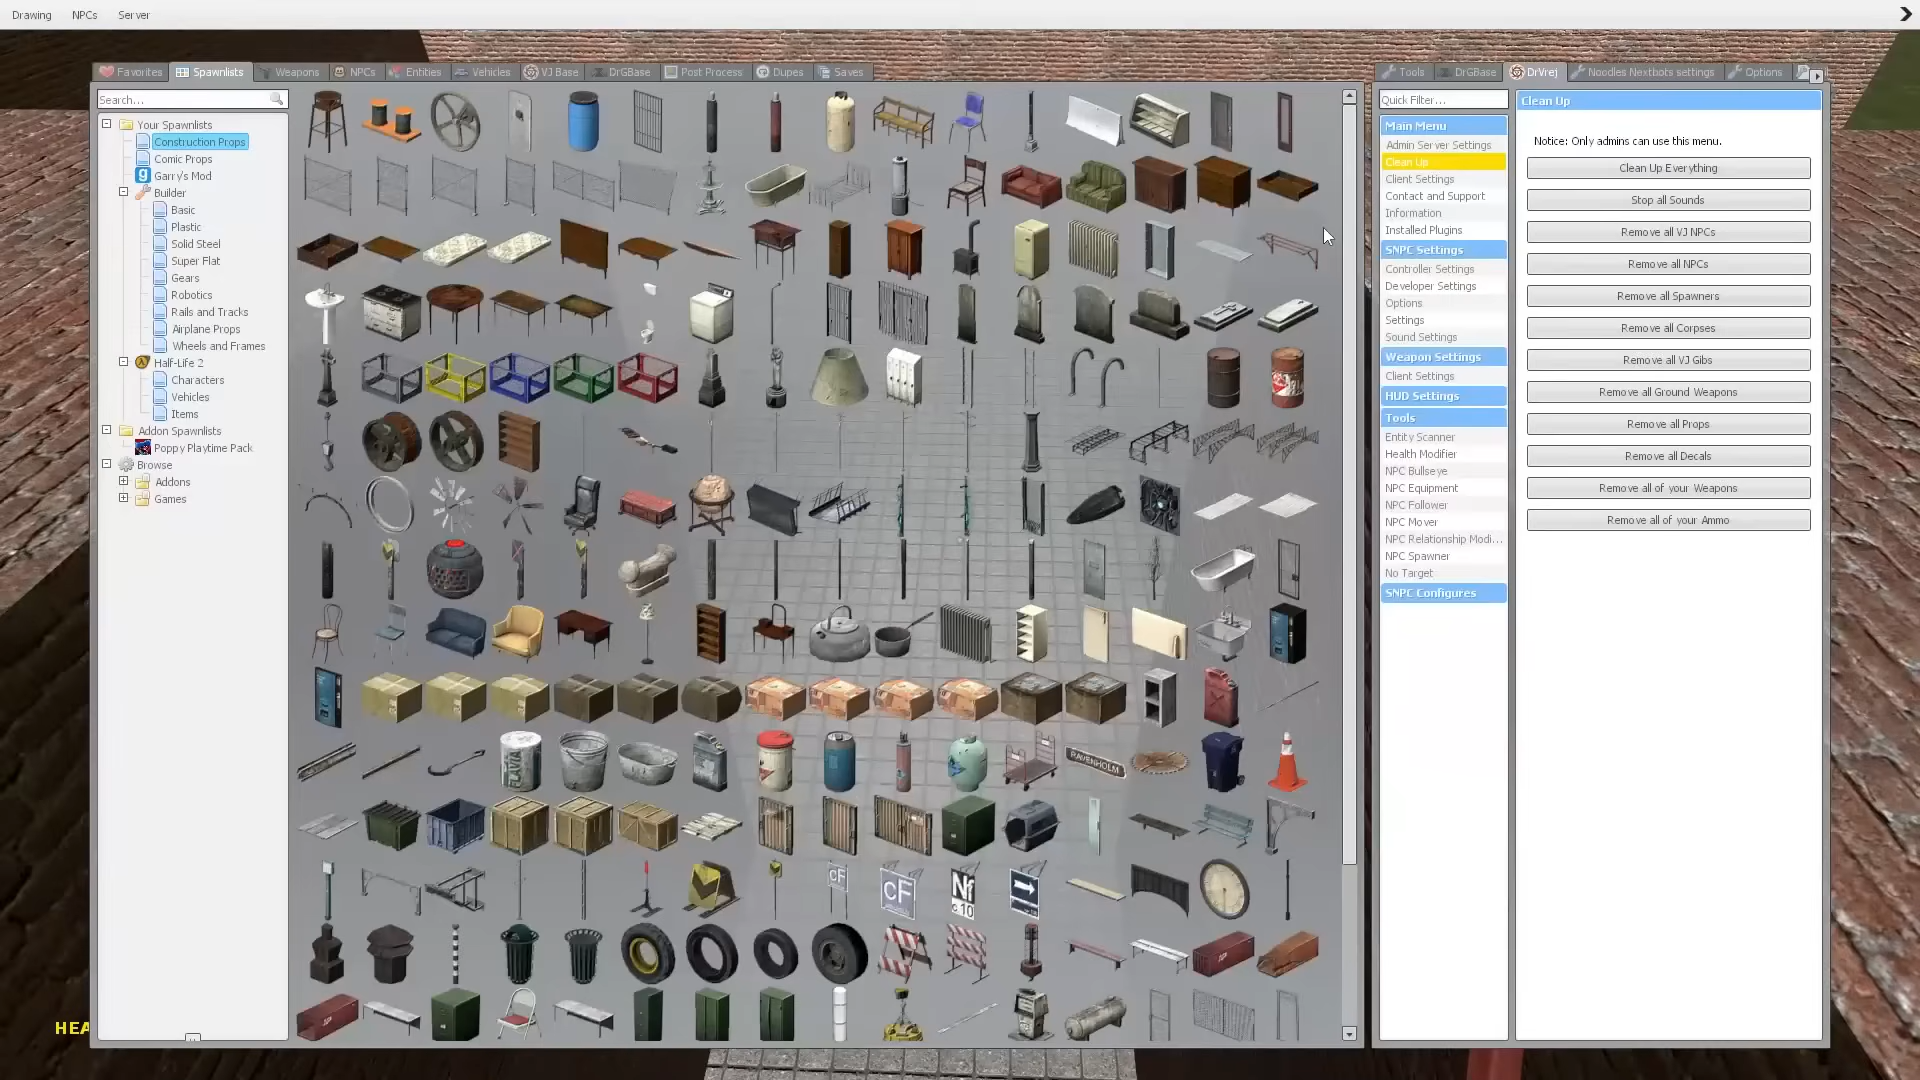 Drawing NPCs Server
Favorites Spawnlists Weapons NPCs Entities Vehicles VJ Base DrGBase Post Process Dupes Saves
Search...
Your Spawnlists
Construction Props
Comic Props
Garry's Mod
Builder
Basic
Plastic
Solid Steel
Super Flat
Gears
Robotics
Rails and Tracks
Airplane Props
Wheels and Frames
Half-Life 2
Characters
Vehicles
Items
Addon Spawnlists
Poppy Playtime Pack
Browse
Addons
Games
RAVENHOLM
CF
CF
Nf
c 10
HEA
Tools DrGBase DrVrej Noodles Nextbots settings Options
Quick Filter...
Main Menu
Admin Server Settings
Clean Up
Client Settings
Contact and Support
Information
Installed Plugins
SNPC Settings
Controller Settings
Developer Settings
Options
Settings
Sound Settings
Weapon Settings
Client Settings
HUD Settings
Tools
Entity Scanner
Health Modifier
NPC Bullseye
NPC Equipment
NPC Follower
NPC Mover
NPC Relationship Modi...
NPC Spawner
No Target
SNPC Configures
Clean Up
Notice: Only admins can use this menu.
Clean Up Everything
Stop all Sounds
Remove all VJ NPCs
Remove all NPCs
Remove all Spawners
Remove all Corpses
Remove all VJ Gibs
Remove all Ground Weapons
Remove all Props
Remove all Decals
Remove all of your Weapons
Remove all of your Ammo